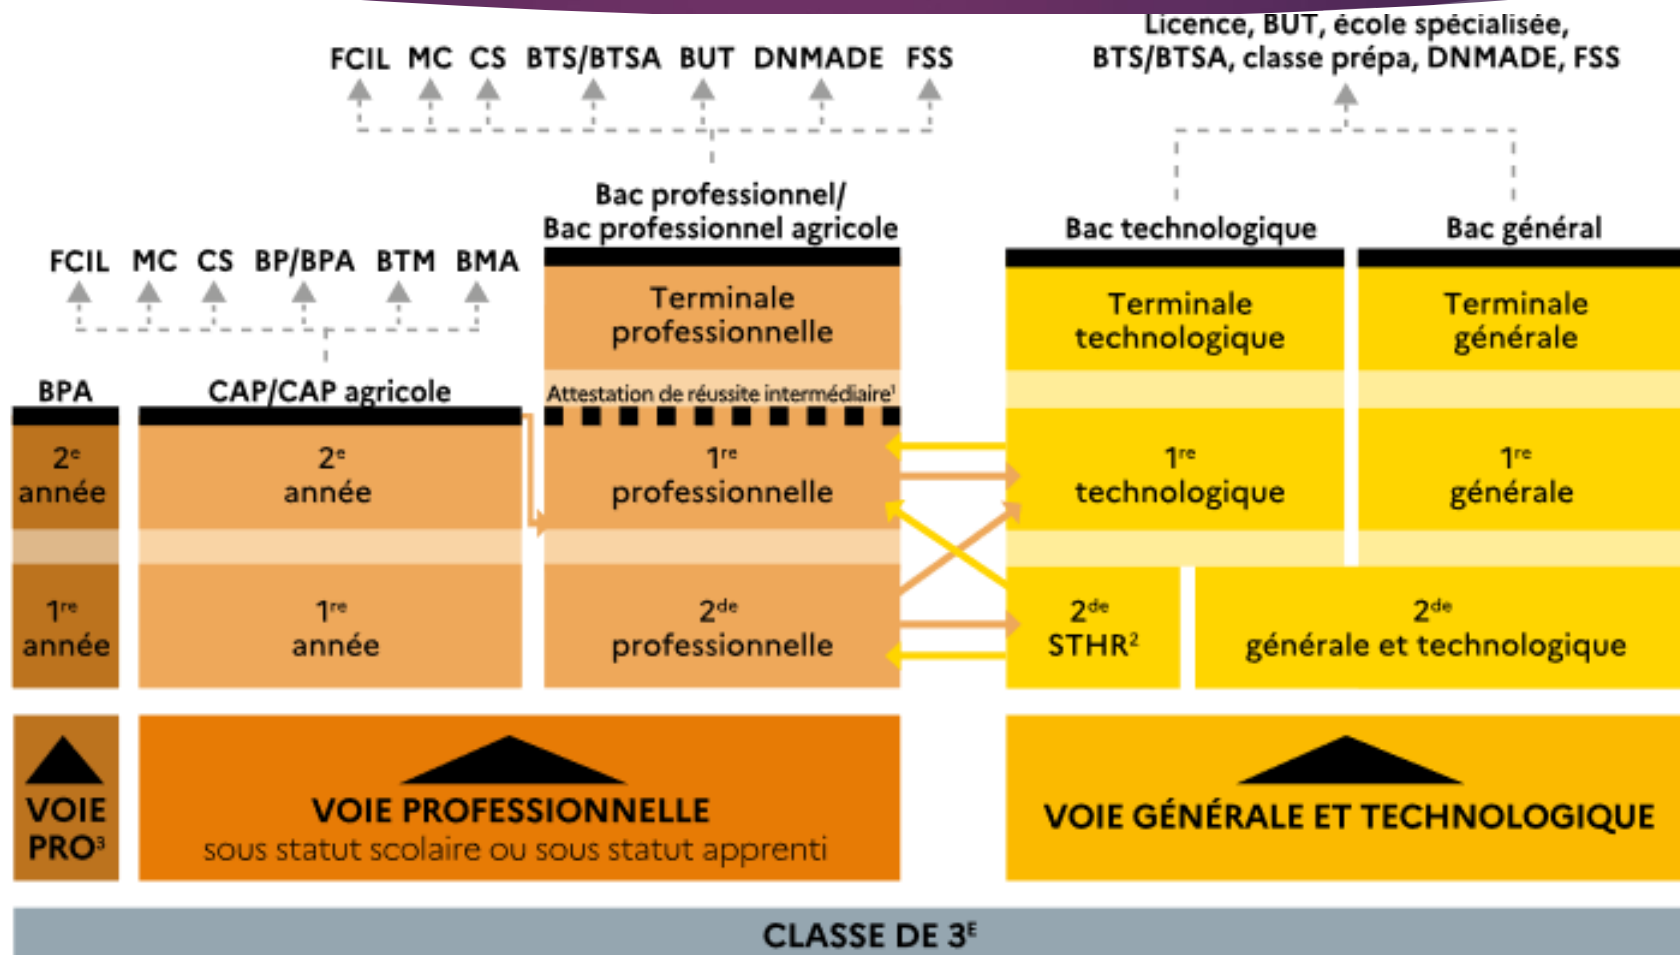 Licence, BUT, école spécialisée,
BTS/BTSA, classe prépa, DNMADE, FSS
FCIL MC CS BTS/BTSA BUT DNMADE FSS
Bac professionnel/
Bac professionnel agricole
Bac technologique
Bac général
FCIL MC CS BP/BPA BTM BMA
Terminale
professionnelle
Terminale
technologique
Terminale
générale
BPA
CAP/CAP agricole
Attestation de réussite intermédiaire¹
2ᵉ
année
2ᵉ
année
1ʳᵉ
professionnelle
1ʳᵉ
technologique
1ʳᵉ
générale
1ʳᵉ
année
1ʳᵉ
année
2ᵈᵉ
professionnelle
2ᵈᵉ
STHR²
2ᵈᵉ
générale et technologique
VOIE
PRO³
VOIE PROFESSIONNELLE
sous statut scolaire ou sous statut apprenti
VOIE GÉNÉRALE ET TECHNOLOGIQUE
CLASSE DE 3ᴱ